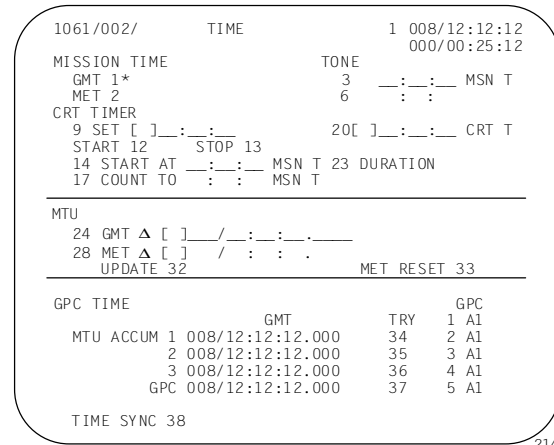 1061/002/ TIME 1 008/12:12:12
000/00:25:12
MISSION TIME TONE
GMT 1* 3 __:__:__ MSN T
MET 2 6 : :
CRT TIMER
9 SET [ ]__:__:__ 20[ ]__:__:__ CRT T
START 12 STOP 13
14 START AT __:__:__ MSN T 23 DURATION
17 COUNT TO : : MSN T
MTU
24 GMT Δ [ ]___/__:__:__.____
28 MET Δ [ ] / : : .
UPDATE 32 MET RESET 33
GPC TIME GPC
GMT TRY 1 A1
MTU ACCUM 1 008/12:12:12.000 34 2 A1
2 008/12:12:12.000 35 3 A1
3 008/12:12:12.000 36 4 A1
GPC 008/12:12:12.000 37 5 A1
TIME SYNC 38